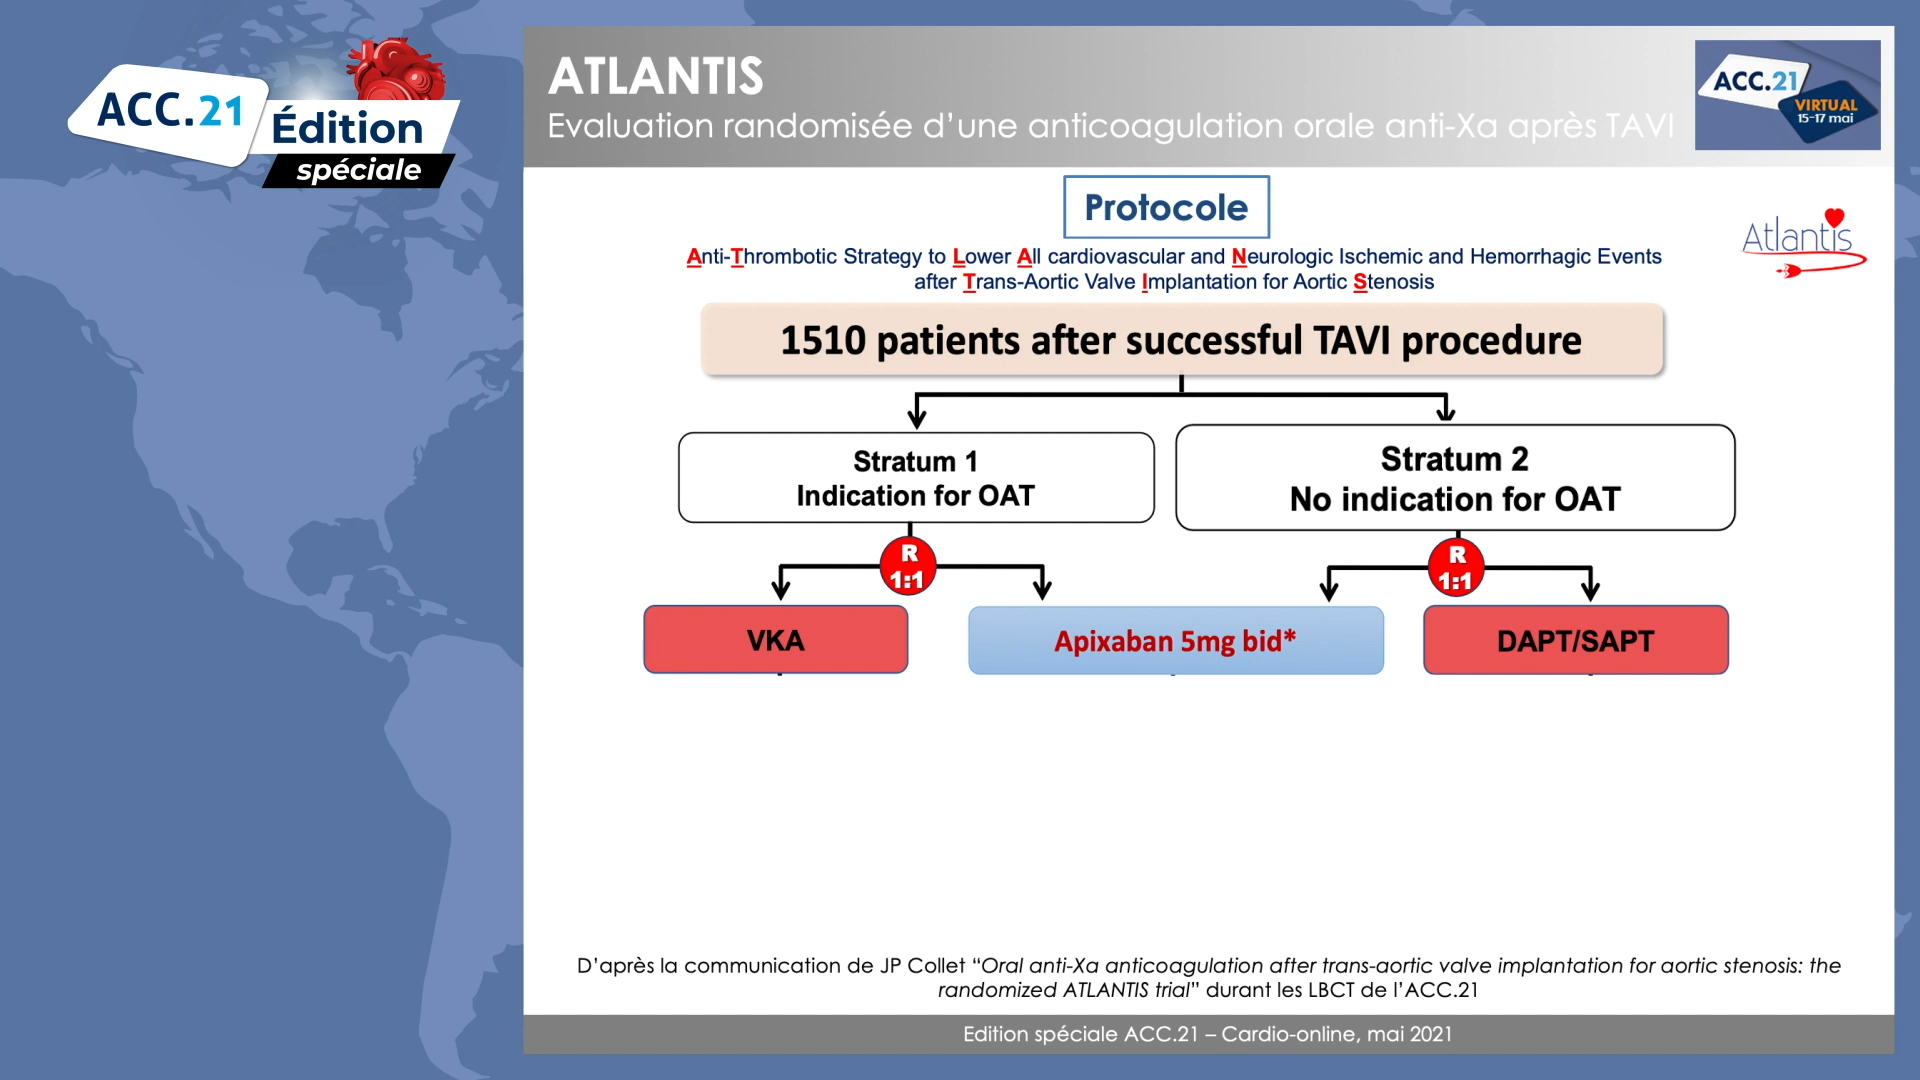 ACC.21
Édition
spéciale
ATLANTIS
Evaluation randomisée d’une anticoagulation orale anti-Xa après TAVI
ACC.21
VIRTUAL
15-17 mai
Protocole
Atlantis
Anti-Thrombotic Strategy to Lower All cardiovascular and Neurologic Ischemic and Hemorrhagic Events
after Trans-Aortic Valve Implantation for Aortic Stenosis
1510 patients after successful TAVI procedure
Stratum 1
Indication for OAT
Stratum 2
No indication for OAT
R
1:1
R
1:1
VKA
Apixaban 5mg bid*
DAPT/SAPT
D’après la communication de JP Collet “Oral anti-Xa anticoagulation after trans-aortic valve implantation for aortic stenosis: the
randomized ATLANTIS trial” durant les LBCT de l’ACC.21
Edition spéciale ACC.21 – Cardio-online, mai 2021